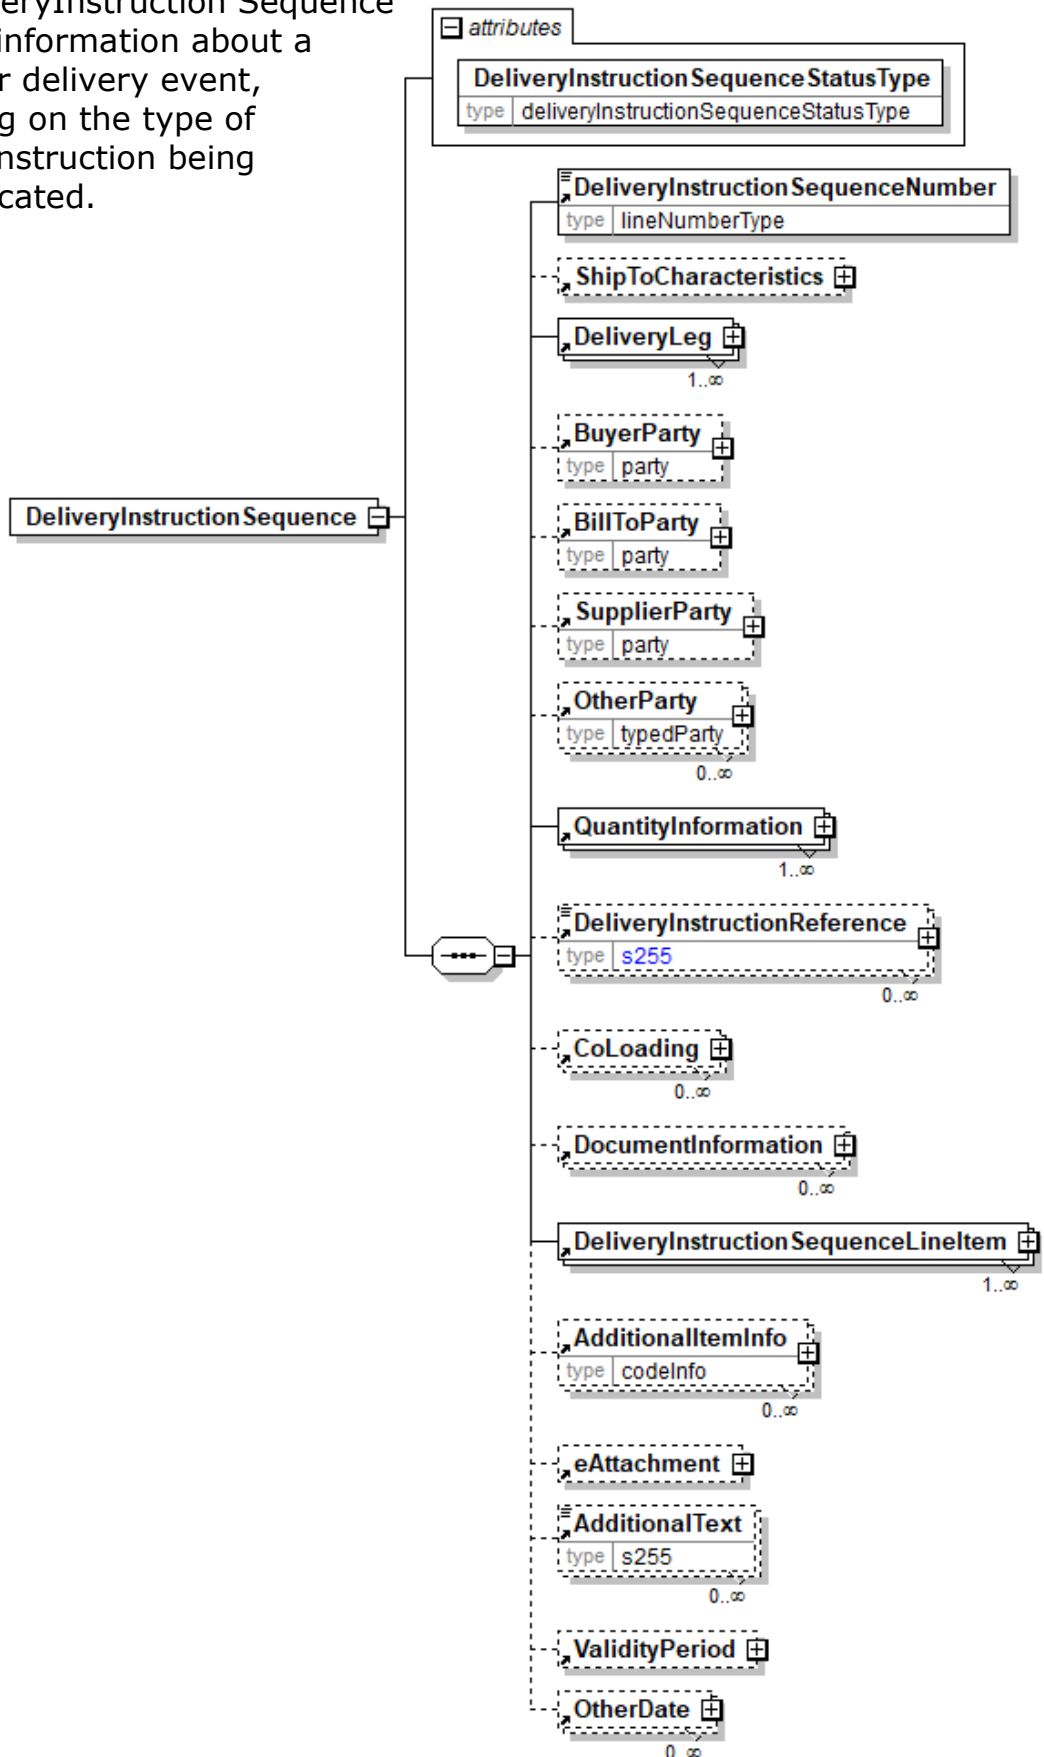 eryInstruction Sequence
information about a
r delivery event,
g on the type of
nstruction being
cated.
attributes
DeliveryInstructionSequenceStatusType
type deliveryInstructionSequenceStatusType
DeliveryInstructionSequenceNumber
type lineNumberType
ShipToCharacteristics
DeliveryLeg
1..∞
BuyerParty
type party
DeliveryInstructionSequence
BillToParty
type party
SupplierParty
type party
OtherParty
type typedParty
0..∞
QuantityInformation
1..∞
DeliveryInstructionReference
type s255
0..∞
CoLoading
0..∞
DocumentInformation
0..∞
DeliveryInstructionSequenceLineItem
1..∞
AdditionalItemInfo
type codeInfo
0..∞
eAttachment
AdditionalText
type s255
0..∞
ValidityPeriod
OtherDate
0..∞